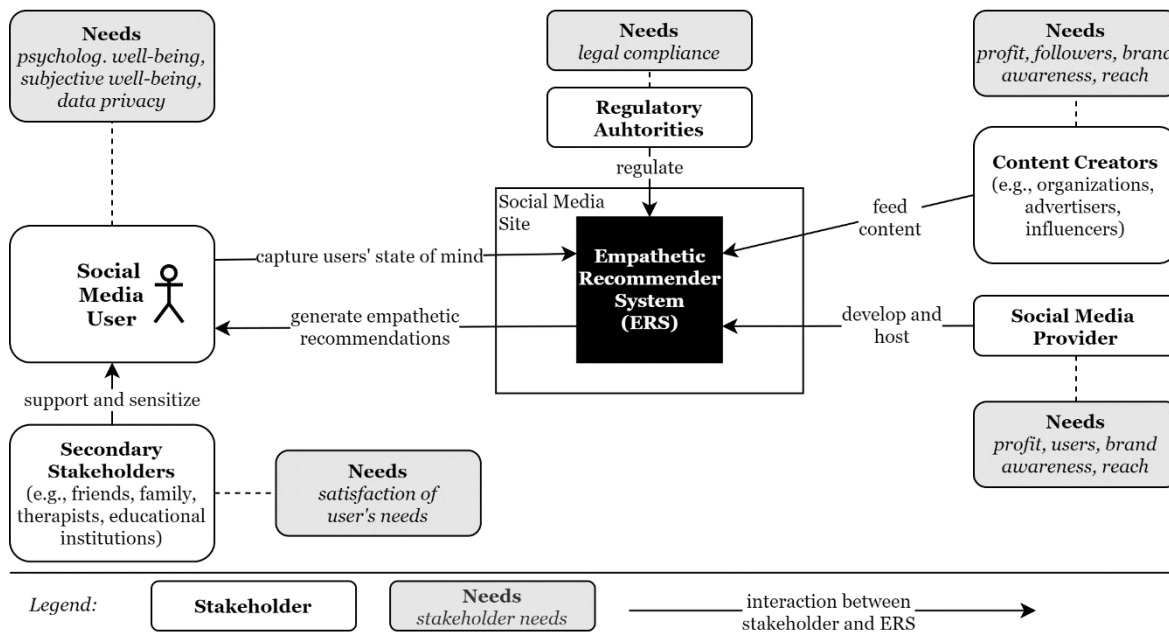 Needs
psycholog. well-being,
subjective well-being,
data privacy
Needs
legal compliance
Needs
profit, followers, brand
awareness, reach
Regulatory
Auhtorities
regulate
Content Creators
(e.g., organizations,
advertisers,
influencers)
feed
content
Social Media
Site
Social
Media
User
capture users' state of mind
Empathetic
Recommender
System
(ERS)
generate empathetic
recommendations
develop and
host
Social Media
Provider
support and sensitize
Secondary
Stakeholders
(e.g., friends, family,
therapists, educational
institutions)
Needs
satisfaction of
user's needs
Needs
profit, users, brand
awareness, reach
Legend:
Stakeholder
Needs
stakeholder needs
interaction between
stakeholder and ERS